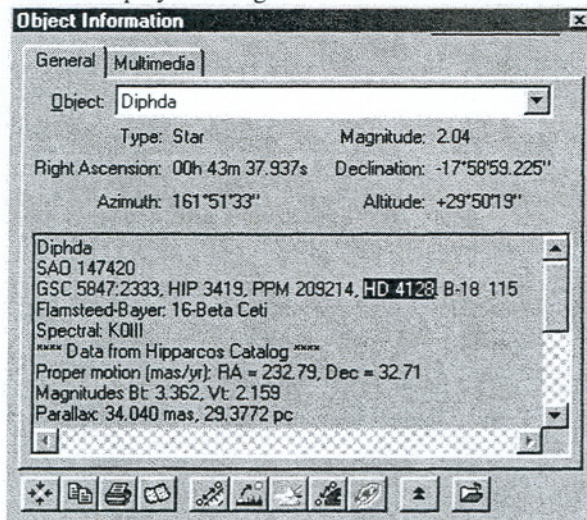 Object Information
General Multimedia
Object: Diphda
Type: Star Magnitude: 2.04
Right Ascension: 00h 43m 37.937s Declination: -17°58'59.225"
Azimuth: 161°51'33" Altitude: +29°50'19"
Diphda
SAO 147420
GSC 5847:2333, HIP 3419, PPM 209214, HD 4128, B-18 115
Flamsteed-Bayer: 16-Beta Ceti
Spectral: K0III
**** Data from Hipparcos Catalog ****
Proper motion (mas/yr): RA = 232.79, Dec = 32.71
Magnitudes Bt: 3.362, Vt: 2.159
Parallax: 34.040 mas, 29.3772 pc